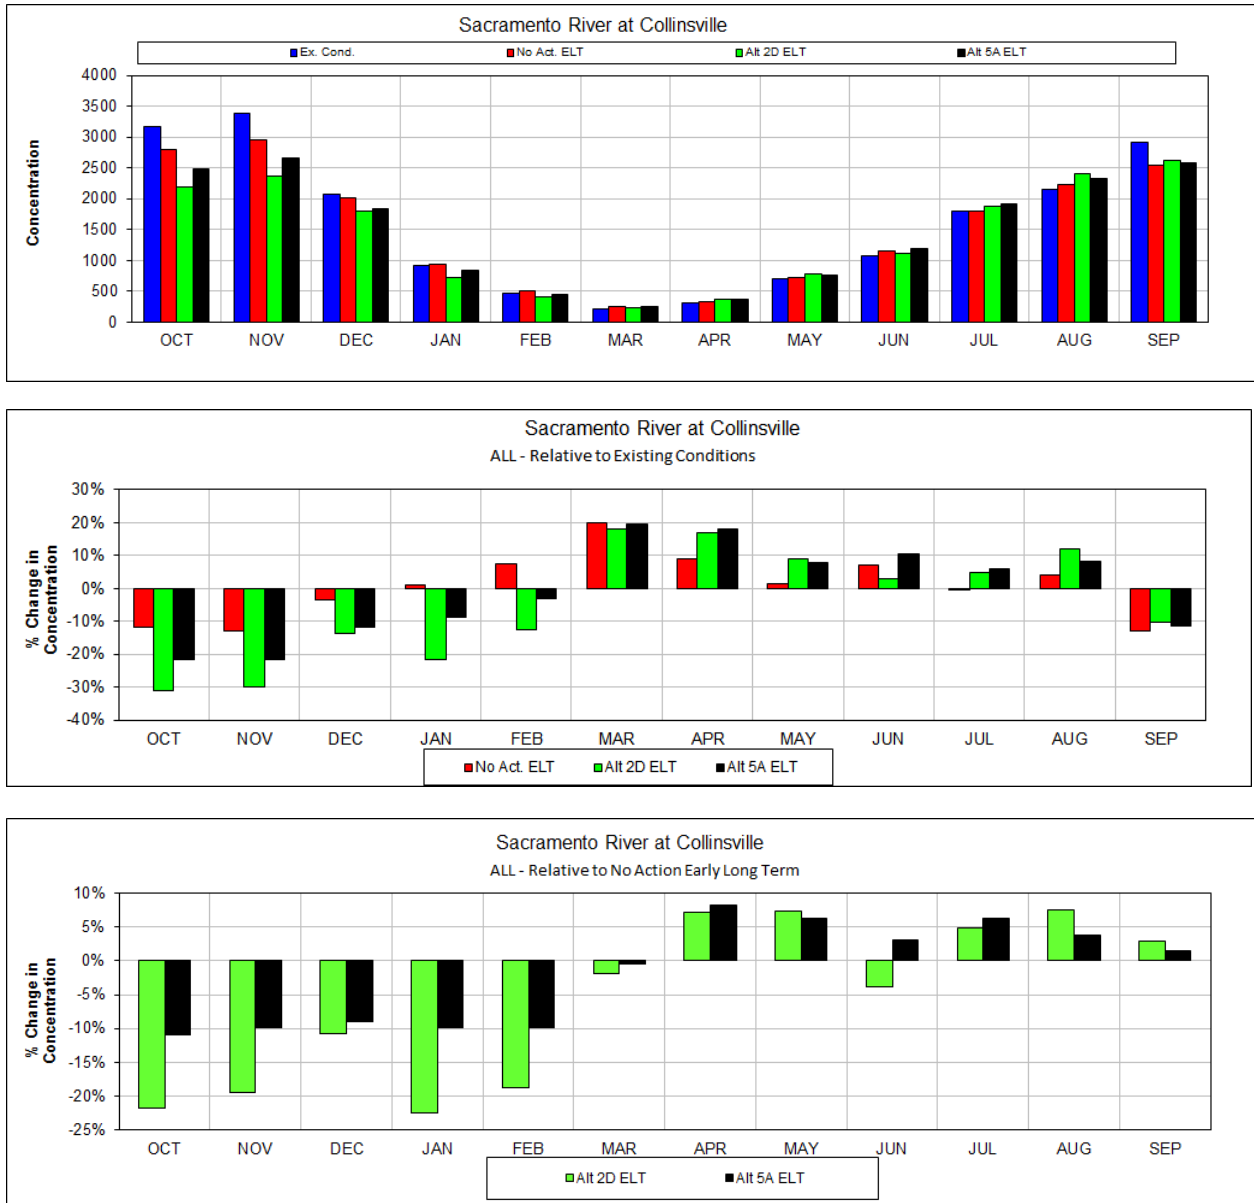 Sacramento River at Collinsville
Ex. Cond. No Act. ELT Alt 2D ELT Alt 5A ELT
Concentration
4000
3500
3000
2500
2000
1500
1000
500
0
OCT NOV DEC JAN FEB MAR APR MAY JUN JUL AUG SEP
Sacramento River at Collinsville
ALL - Relative to Existing Conditions
% Change in
Concentration
30%
20%
10%
0%
-10%
-20%
-30%
-40%
OCT NOV DEC JAN FEB MAR APR MAY JUN JUL AUG SEP
No Act. ELT Alt 2D ELT Alt 5A ELT
Sacramento River at Collinsville
ALL - Relative to No Action Early Long Term
% Change in
Concentration
10%
5%
0%
-5%
-10%
-15%
-20%
-25%
OCT NOV DEC JAN FEB MAR APR MAY JUN JUL AUG SEP
Alt 2D ELT Alt 5A ELT